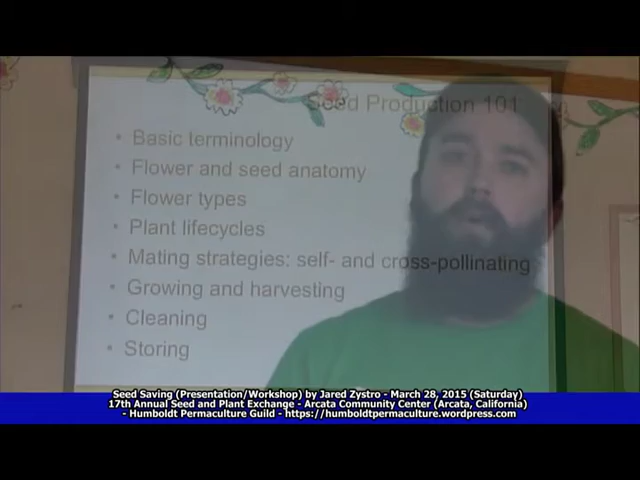 Seed Production 101
• Basic terminology
• Flower and seed anatomy
• Flower types
• Plant lifecycles
• Mating strategies: self- and cross-pollinating
• Growing and harvesting
• Cleaning
• Storing
Seed Saving (Presentation/Workshop) by Jared Zystro - March 28, 2015 (Saturday)
17th Annual Seed and Plant Exchange - Arcata Community Center (Arcata, California)
- Humboldt Permaculture Guild - https://humboldtpermaculture.wordpress.com